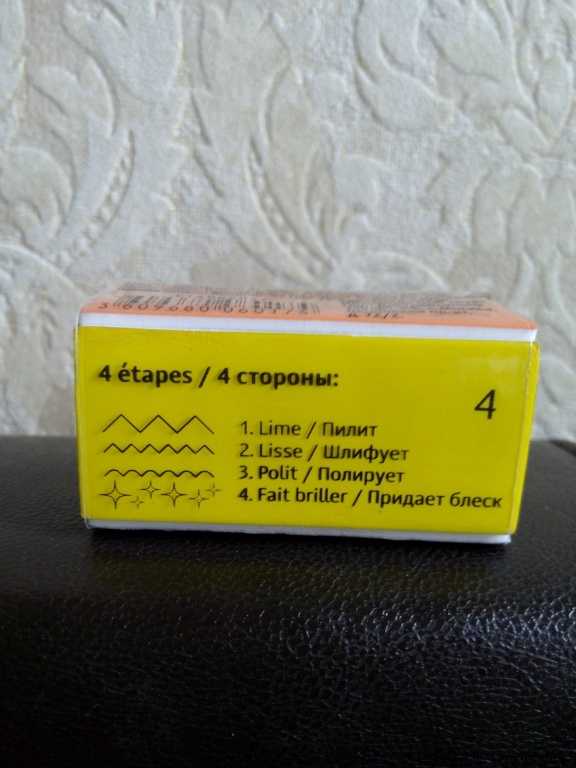 4 étapes / 4 стороны:
4
1. Lime / Пилит
2. Lisse / Шлифует
3. Polit / Полирует
4. Fait briller / Придает блеск